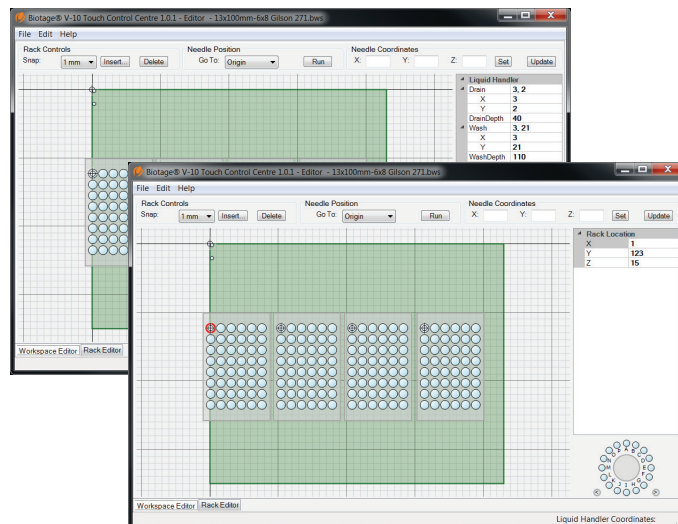 Biotage® V-10 Touch Control Centre 1.0.1 - Editor - 13x100mm-6x8 Gilson 271.bws
File Edit Help
Rack Controls Needle Position Needle Coordinates
Snap: 1 mm Insert... Delete Go To: Origin Run X: Y: Z: Set Update
Liquid Handler
Drain 3, 2
X 3
Y 2
DrainDepth 40
Wash 3, 21
X 3
Y 21
WashDepth 110
Workspace Editor Rack Editor
Biotage® V-10 Touch Control Centre 1.0.1 - Editor - 13x100mm-6x8 Gilson 271.bws
File Edit Help
Rack Controls Needle Position Needle Coordinates
Snap: 1 mm Insert... Delete Go To: Origin Run X: Y: Z: Set Update
Rack Location
X 1
Y 123
Z 15
A B C D E F G H I J K L M N O P
Workspace Editor Rack Editor
Liquid Handler Coordinates: